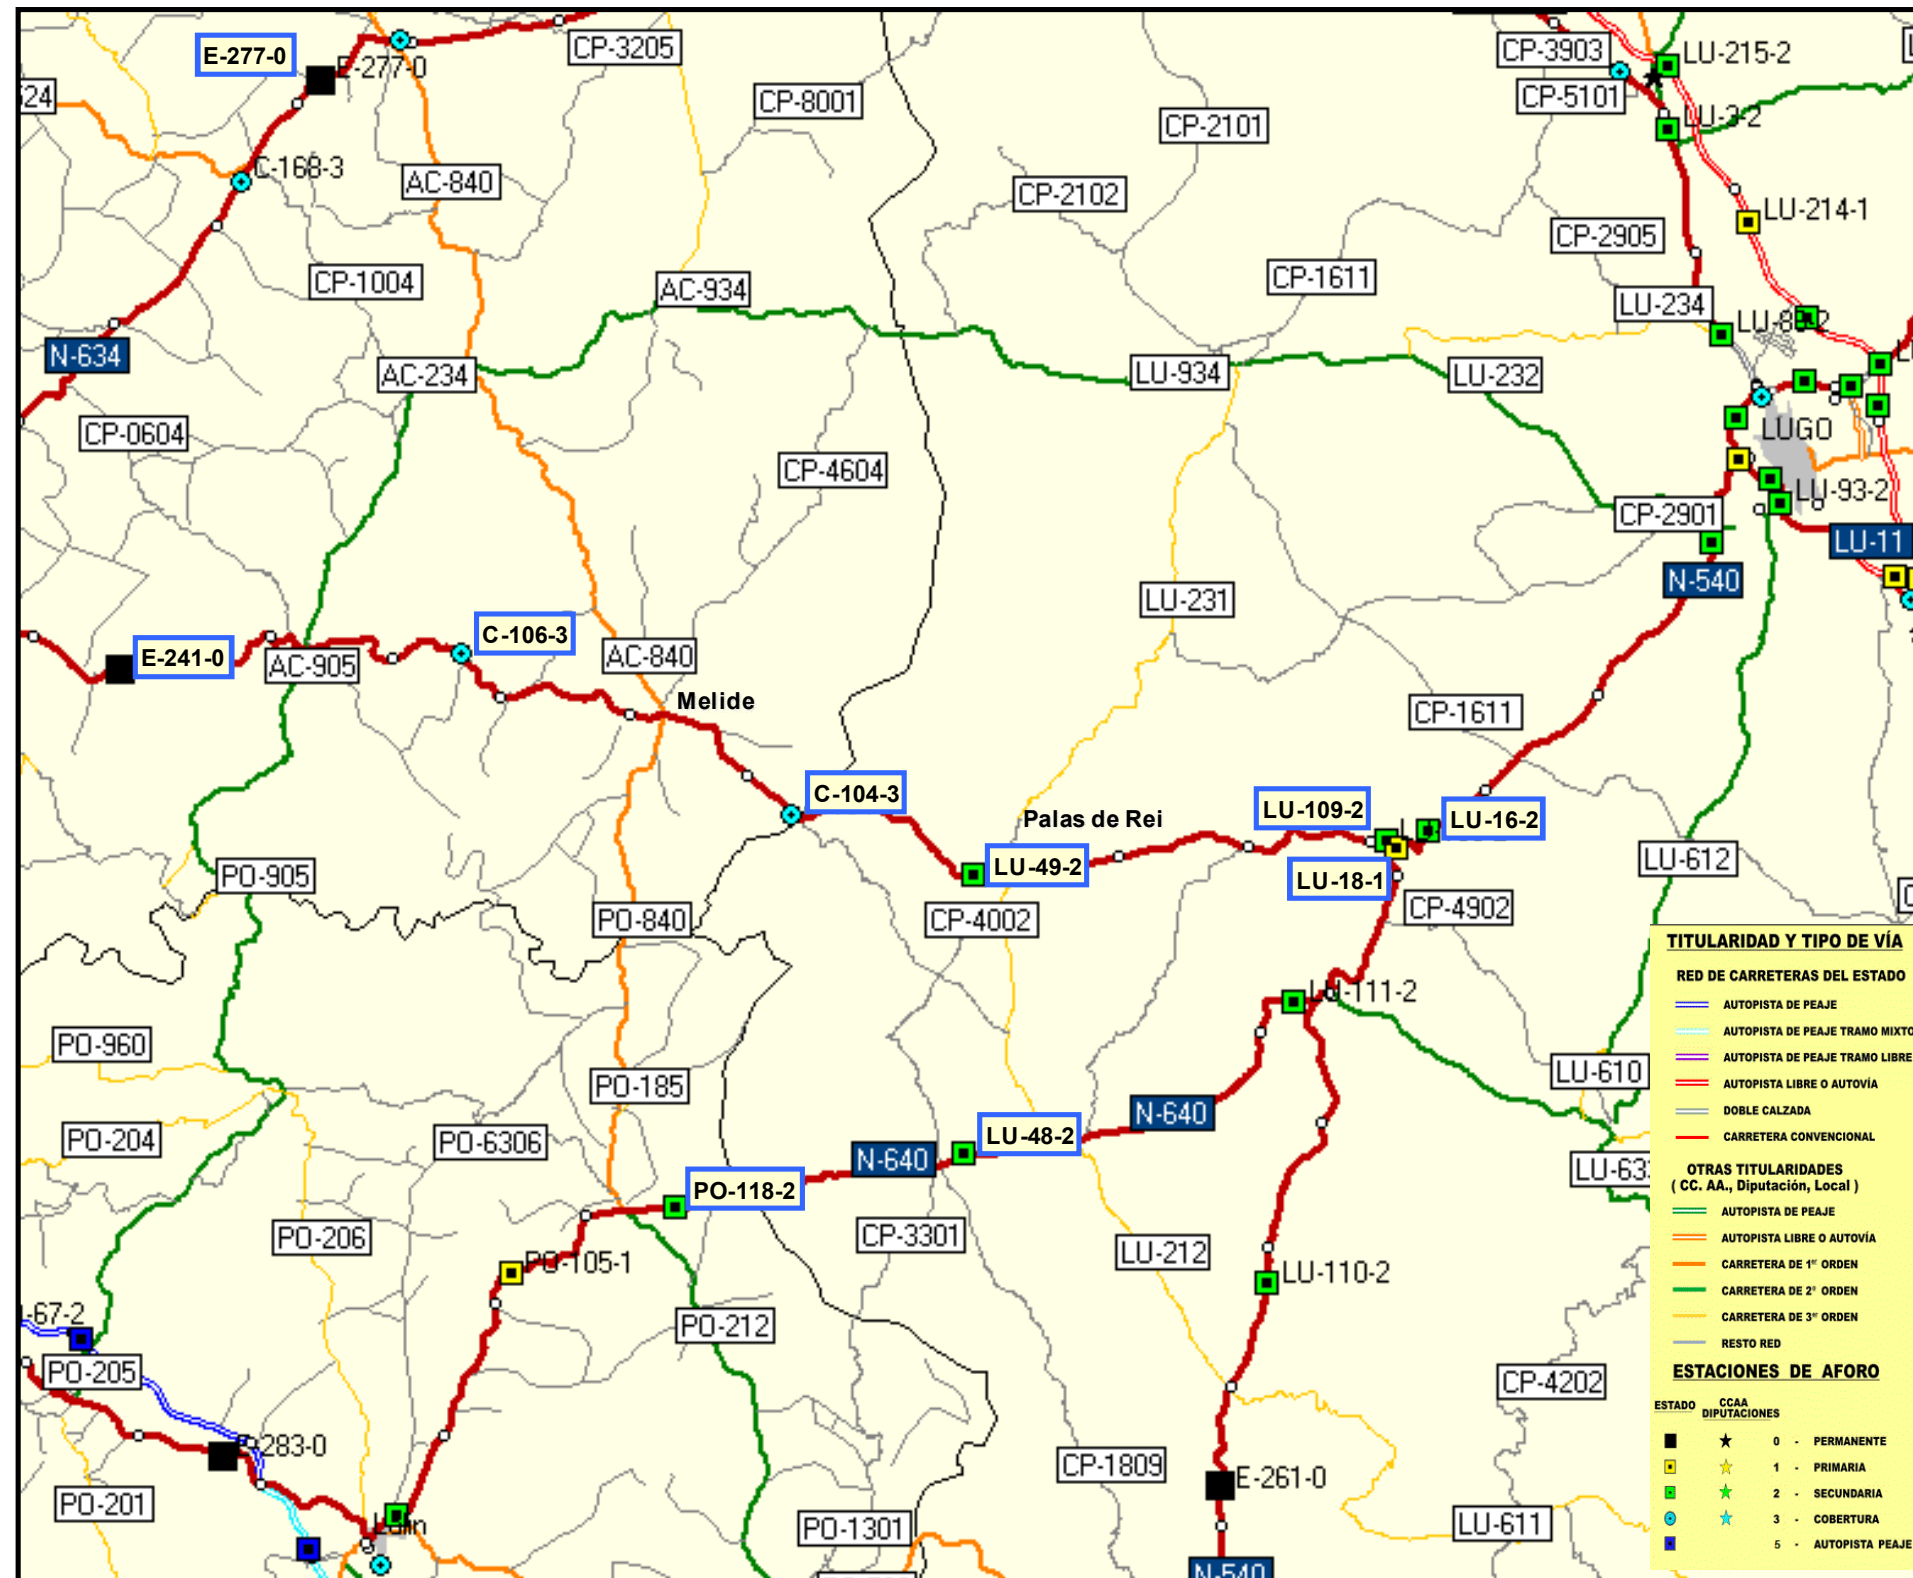 E-277-0
E-277-0
CP-3205
CP-3903
LU-215-2
CP-8001
CP-5101
CP-2101
LU-3-2
C-168-3
AC-840
CP-2102
LU-214-1
CP-2905
CP-1004
CP-1611
AC-934
LU-234
N-634
AC-234
LU-934
LU-232
CP-0604
LUGO
CP-4604
LU-93-2
CP-2901
LU-11
N-540
LU-231
C-106-3
E-241-0
AC-905
AC-840
Melide
CP-1611
C-104-3
LU-109-2
Palas de Rei
LU-16-2
LU-49-2
LU-612
PO-905
LU-18-1
PO-840
CP-4002
CP-4902
LU-111-2
PO-960
PO-185
LU-610
N-640
PO-204
PO-6306
LU-48-2
N-640
PO-118-2
PO-206
CP-3301
LU-212
PO-105-1
LU-110-2
-67-2
PO-212
PO-205
CP-4202
283-0
CP-1809
E-261-0
PO-201
PO-1301
LU-611
Lalin
N-540
TITULARIDAD Y TIPO DE VÍA
RED DE CARRETERAS DEL ESTADO
AUTOPISTA DE PEAJE
AUTOPISTA DE PEAJE TRAMO MIXTO
AUTOPISTA DE PEAJE TRAMO LIBRE
AUTOPISTA LIBRE O AUTOVÍA
DOBLE CALZADA
CARRETERA CONVENCIONAL
OTRAS TITULARIDADES
( CC. AA., Diputación, Local )
AUTOPISTA DE PEAJE
AUTOPISTA LIBRE O AUTOVÍA
CARRETERA DE 1er ORDEN
CARRETERA DE 2º ORDEN
CARRETERA DE 3er ORDEN
RESTO RED
ESTACIONES DE AFORO
ESTADO CCAA DIPUTACIONES
0 - PERMANENTE
1 - PRIMARIA
2 - SECUNDARIA
3 - COBERTURA
5 - AUTOPISTA PEAJE